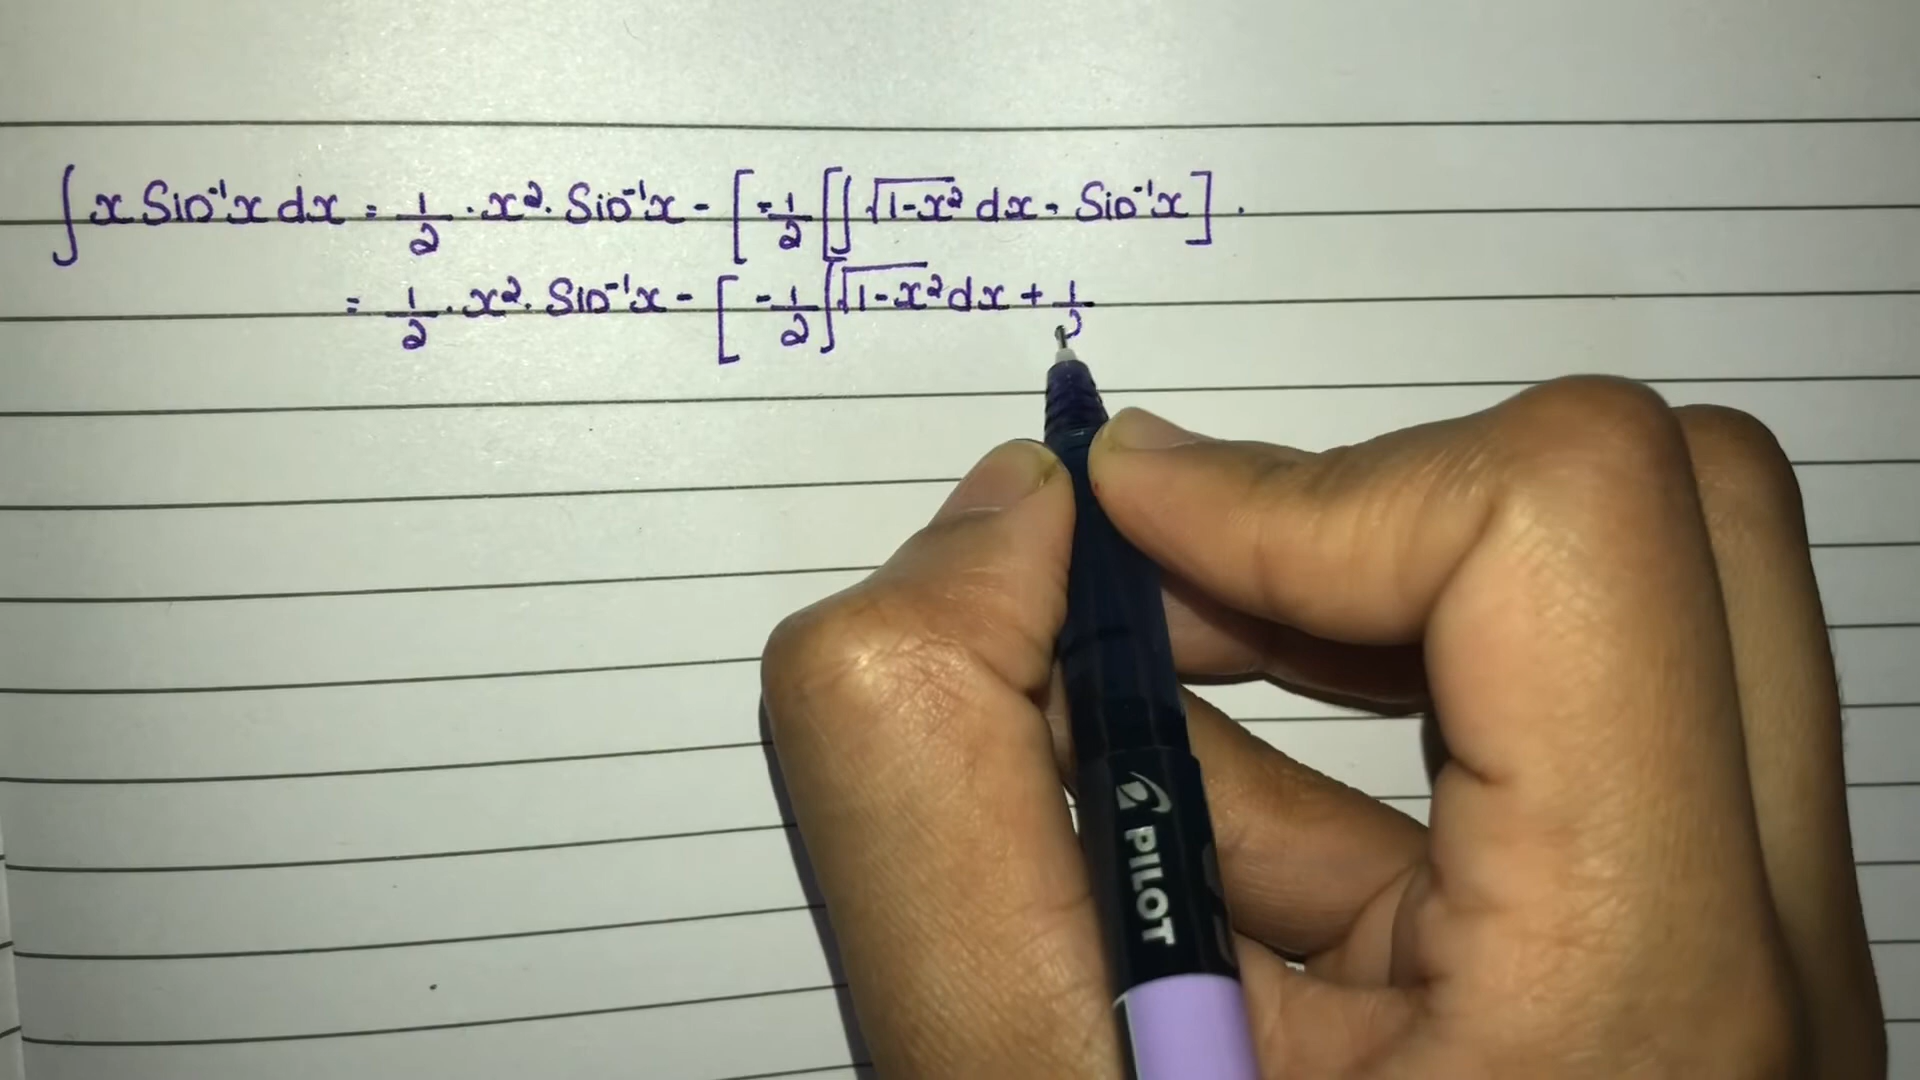 ∫ x Sin⁻¹x dx = 1/2 · x² · Sin⁻¹x - [ -1/2 [ ∫ √1-x² dx - Sin⁻¹x ] .
= 1/2 · x² · Sin⁻¹x - [ -1/2 ∫ √1-x² dx + 1/2
PILOT